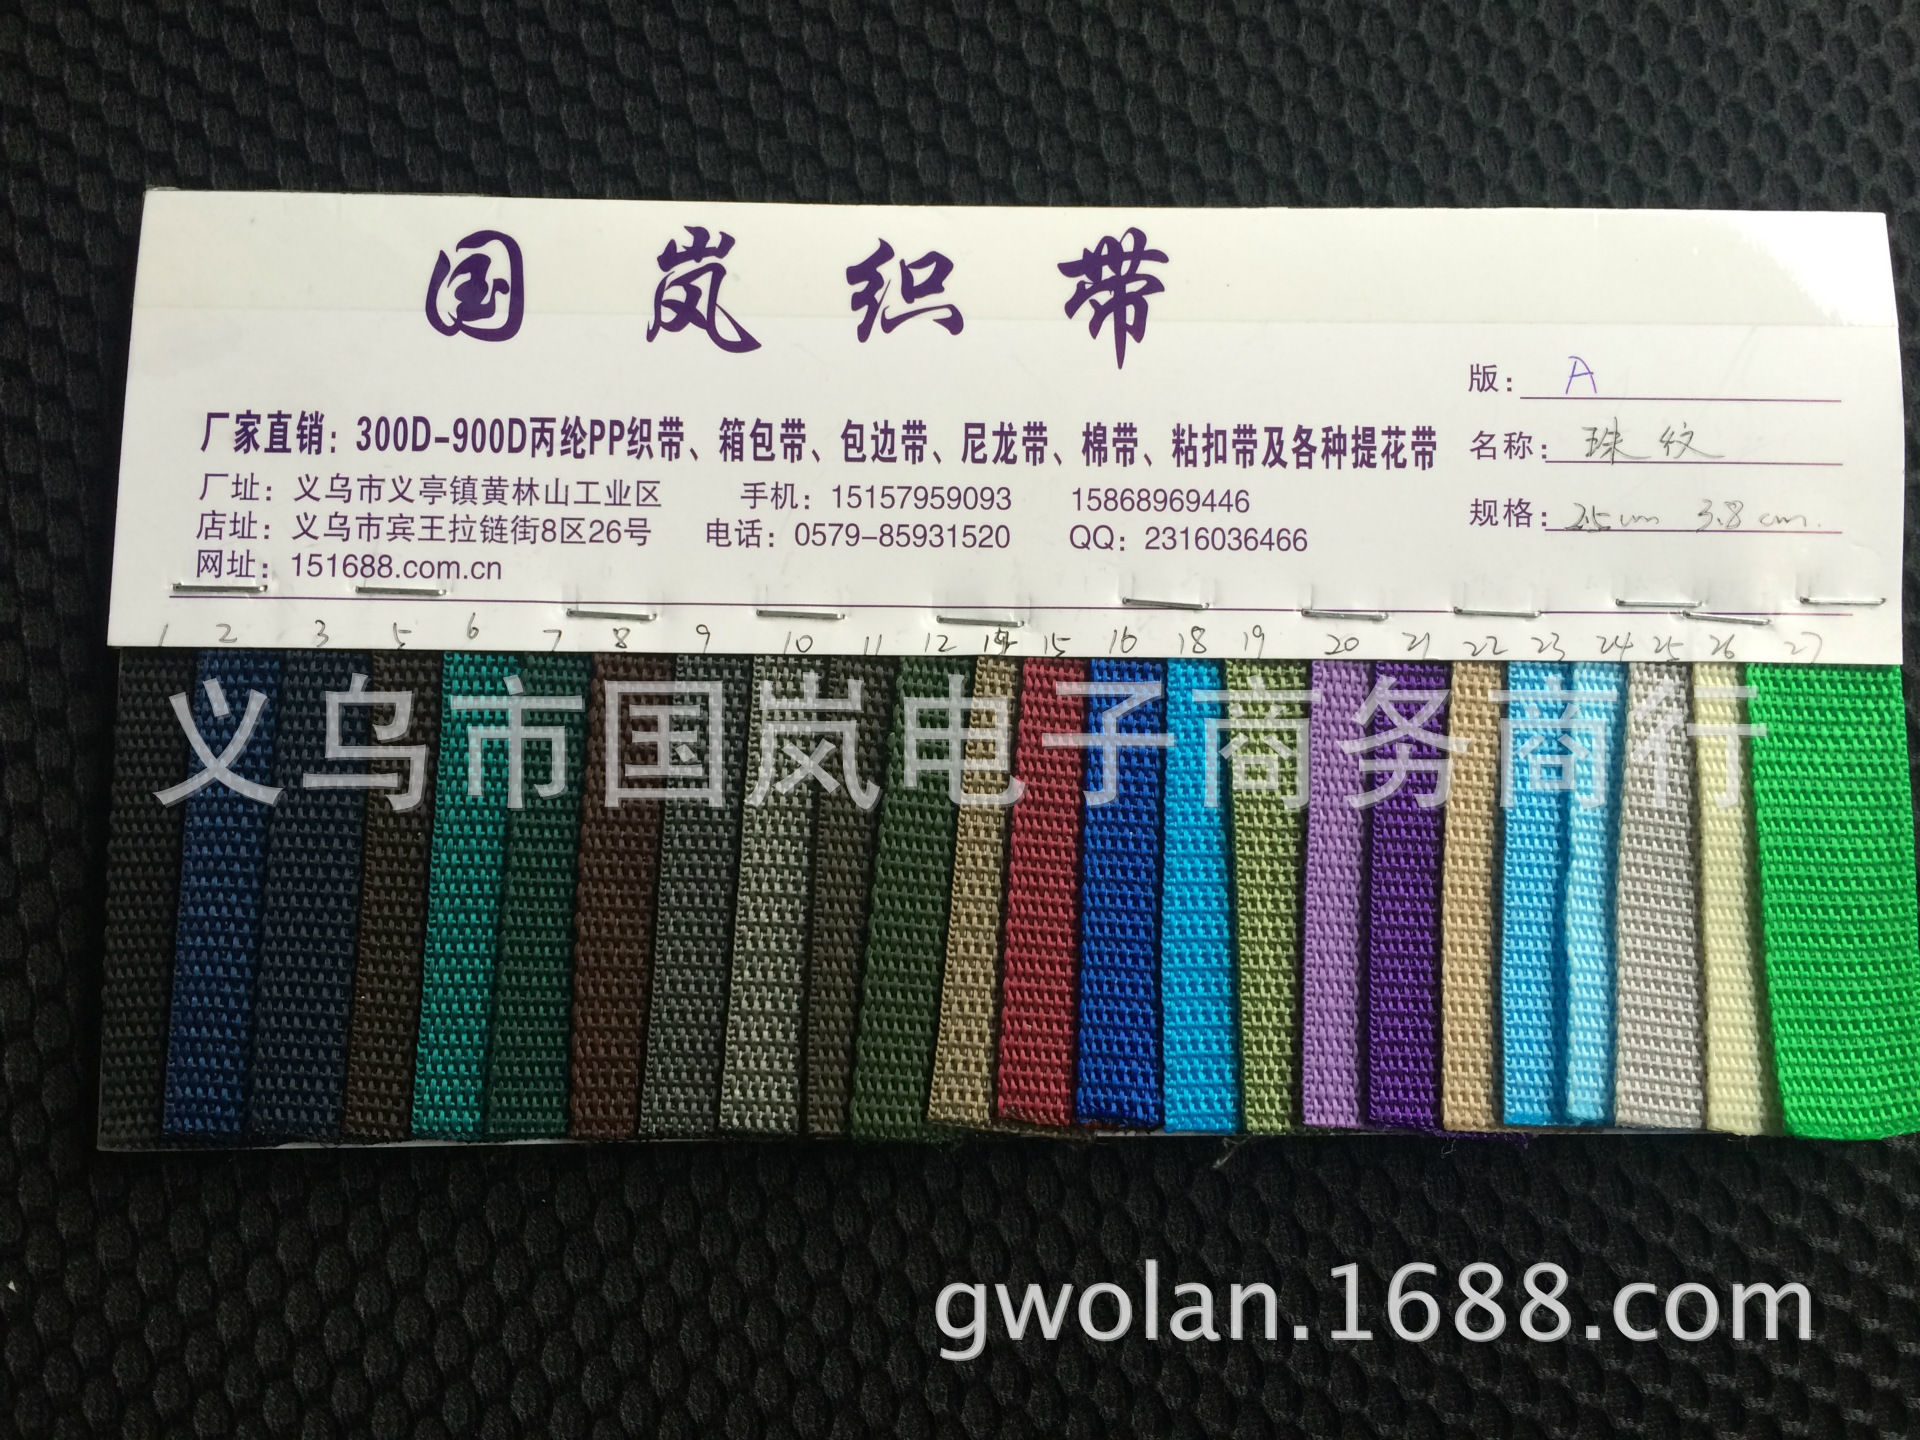 国岚织带
厂家直销：300D-900D丙纶PP织带、箱包带、包边带、尼龙带、棉带、粘扣带及各种提花带
厂址：义乌市义亭镇黄林山工业区 手机：15157959093 15868969446
店址：义乌市宾王拉链街8区26号 电话：0579-85931520 QQ：2316036466
网址：151688.com.cn
版：A
名称：珠纹
规格：2.5cm 3.8cm
1 2 3 5 6 7 8 9 10 11 12 14 15 16 18 19 20 21 22 23 24 25 26 27
义乌市国岚电子商务商行
gwolan.1688.com